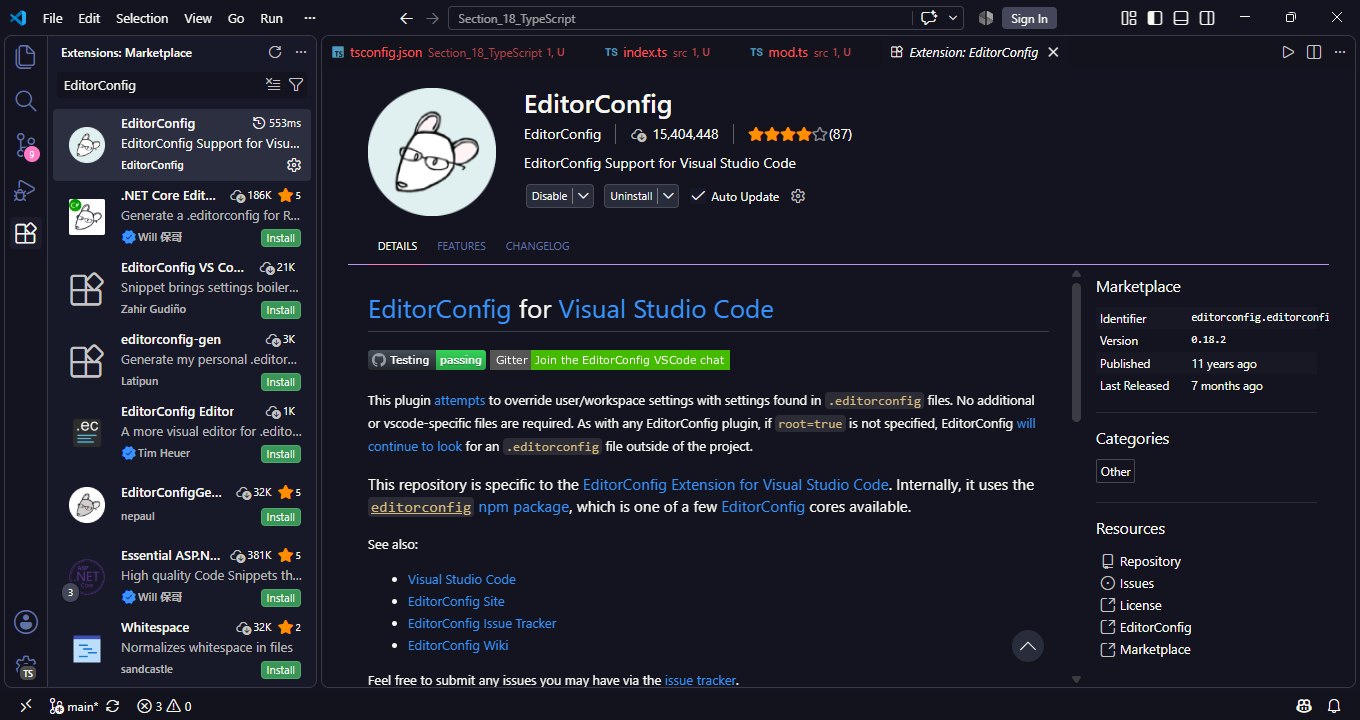 File Edit Selection View Go Run ···
Section_18_TypeScript
Sign In
Extensions: Marketplace
EditorConfig
EditorConfig 553ms
EditorConfig Support for Visu...
EditorConfig
.NET Core Edit... 186K 5
Generate a .editorconfig for R...
Will 保哥 Install
EditorConfig VS Co... 21K
Snippet brings settings boiler...
Zahir Gudiño Install
editorconfig-gen 3K
Generate my personal .editor...
Latipun Install
EditorConfig Editor 1K
A more visual editor for .edito...
Tim Heuer Install
EditorConfigGe... 32K 5
nepaul Install
Essential ASP.N... 381K 5
High quality Code Snippets th...
Will 保哥 Install
Whitespace 32K 2
Normalizes whitespace in files
sandcastle Install
9
3
TS
C#
.ec
ASP
.NET
Core
tsconfig.json Section_18_TypeScript 1, U
TS index.ts src 1, U
TS mod.ts src 1, U
Extension: EditorConfig
EditorConfig
EditorConfig 15,404,448 (87)
EditorConfig Support for Visual Studio Code
Disable Uninstall Auto Update
DETAILS FEATURES CHANGELOG
EditorConfig for Visual Studio Code
Testing passing Gitter Join the EditorConfig VSCode chat
This plugin attempts to override user/workspace settings with settings found in .editorconfig files. No additional
or vscode-specific files are required. As with any EditorConfig plugin, if root=true is not specified, EditorConfig will
continue to look for an .editorconfig file outside of the project.
This repository is specific to the EditorConfig Extension for Visual Studio Code. Internally, it uses the
editorconfig npm package, which is one of a few EditorConfig cores available.
See also:
• Visual Studio Code
• EditorConfig Site
• EditorConfig Issue Tracker
• EditorConfig Wiki
Feel free to submit any issues you may have via the issue tracker.
Marketplace
Identifier editorconfig.editorconfi
Version 0.18.2
Published 11 years ago
Last Released 7 months ago
Categories
Other
Resources
Repository
Issues
License
EditorConfig
Marketplace
main* 3 0